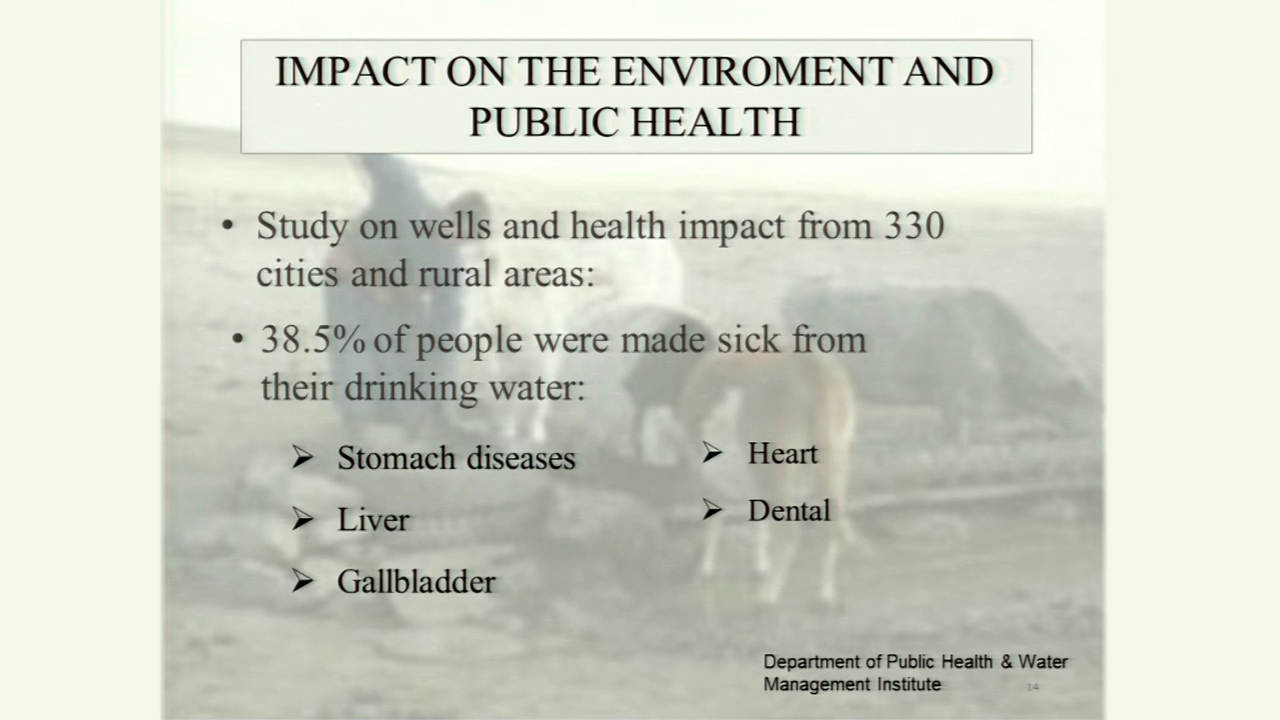 IMPACT ON THE ENVIROMENT AND
PUBLIC HEALTH
• Study on wells and health impact from 330
cities and rural areas:
• 38.5% of people were made sick from
their drinking water:
➢ Stomach diseases
➢ Liver
➢ Gallbladder
➢ Heart
➢ Dental
Department of Public Health & Water
Management Institute
14